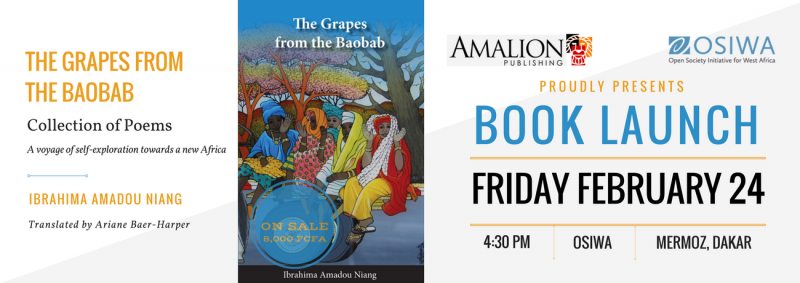 THE GRAPES FROM
THE BAOBAB
Collection of Poems
A voyage of self-exploration towards a new Africa
IBRAHIMA AMADOU NIANG
Translated by Ariane Baer-Harper
The Grapes
from the Baobab
ON SALE
8,000 FCFA
Ibrahima Amadou Niang
AMALION
PUBLISHING
OSIWA
Open Society Initiative for West Africa
PROUDLY PRESENTS
BOOK LAUNCH
FRIDAY FEBRUARY 24
4:30 PM
OSIWA
MERMOZ, DAKAR